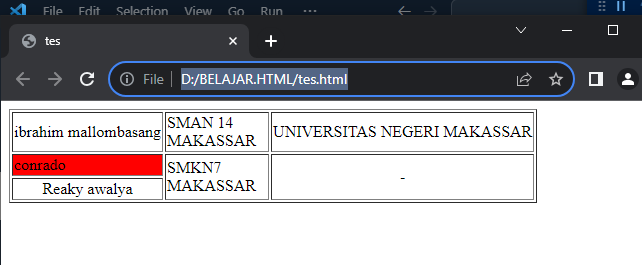 File Edit Selection View Go Run ...
tes
File D:/BELAJAR.HTML/tes.html
ibrahim mallombasang
SMAN 14
MAKASSAR
UNIVERSITAS NEGERI MAKASSAR
conrado
SMKN7
MAKASSAR
-
Reaky awalya